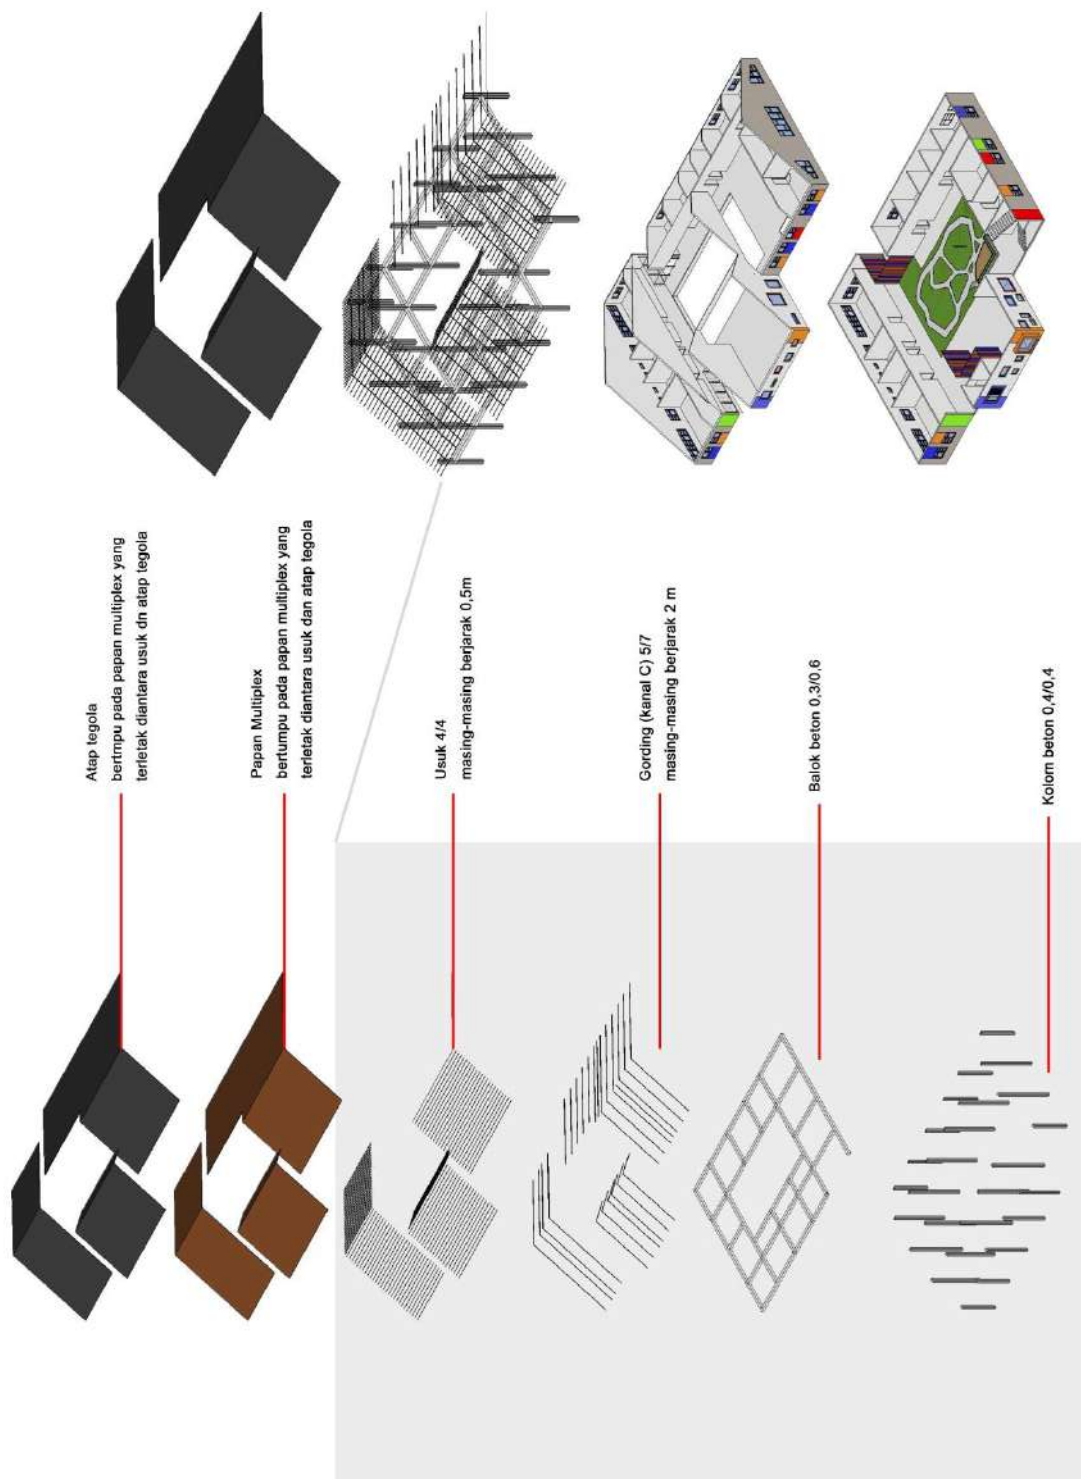 Atap tegola
bertmpu pada papan multiplex yang
terletak diantara usuk dn atap tegola
Papan Multiplex
bertumpu pada papan multiplex yang
terletak diantara usuk dan atap tegola
Usuk 4/4
masing-masing berjarak 0,5m
Gording (kanal C) 5/7
masing-masing berjarak 2 m
Balok beton 0,3/0,6
Kolom beton 0,4/0,4